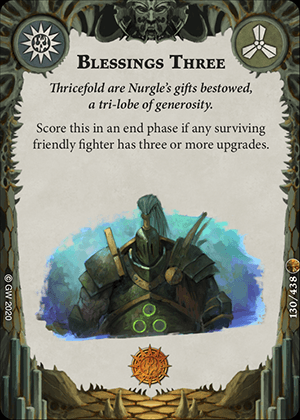 Blessings Three
Thricefold are Nurgle's gifts bestowed,
a tri-lobe of generosity.
Score this in an end phase if any surviving
friendly fighter has three or more upgrades.
© GW 2020
130/438